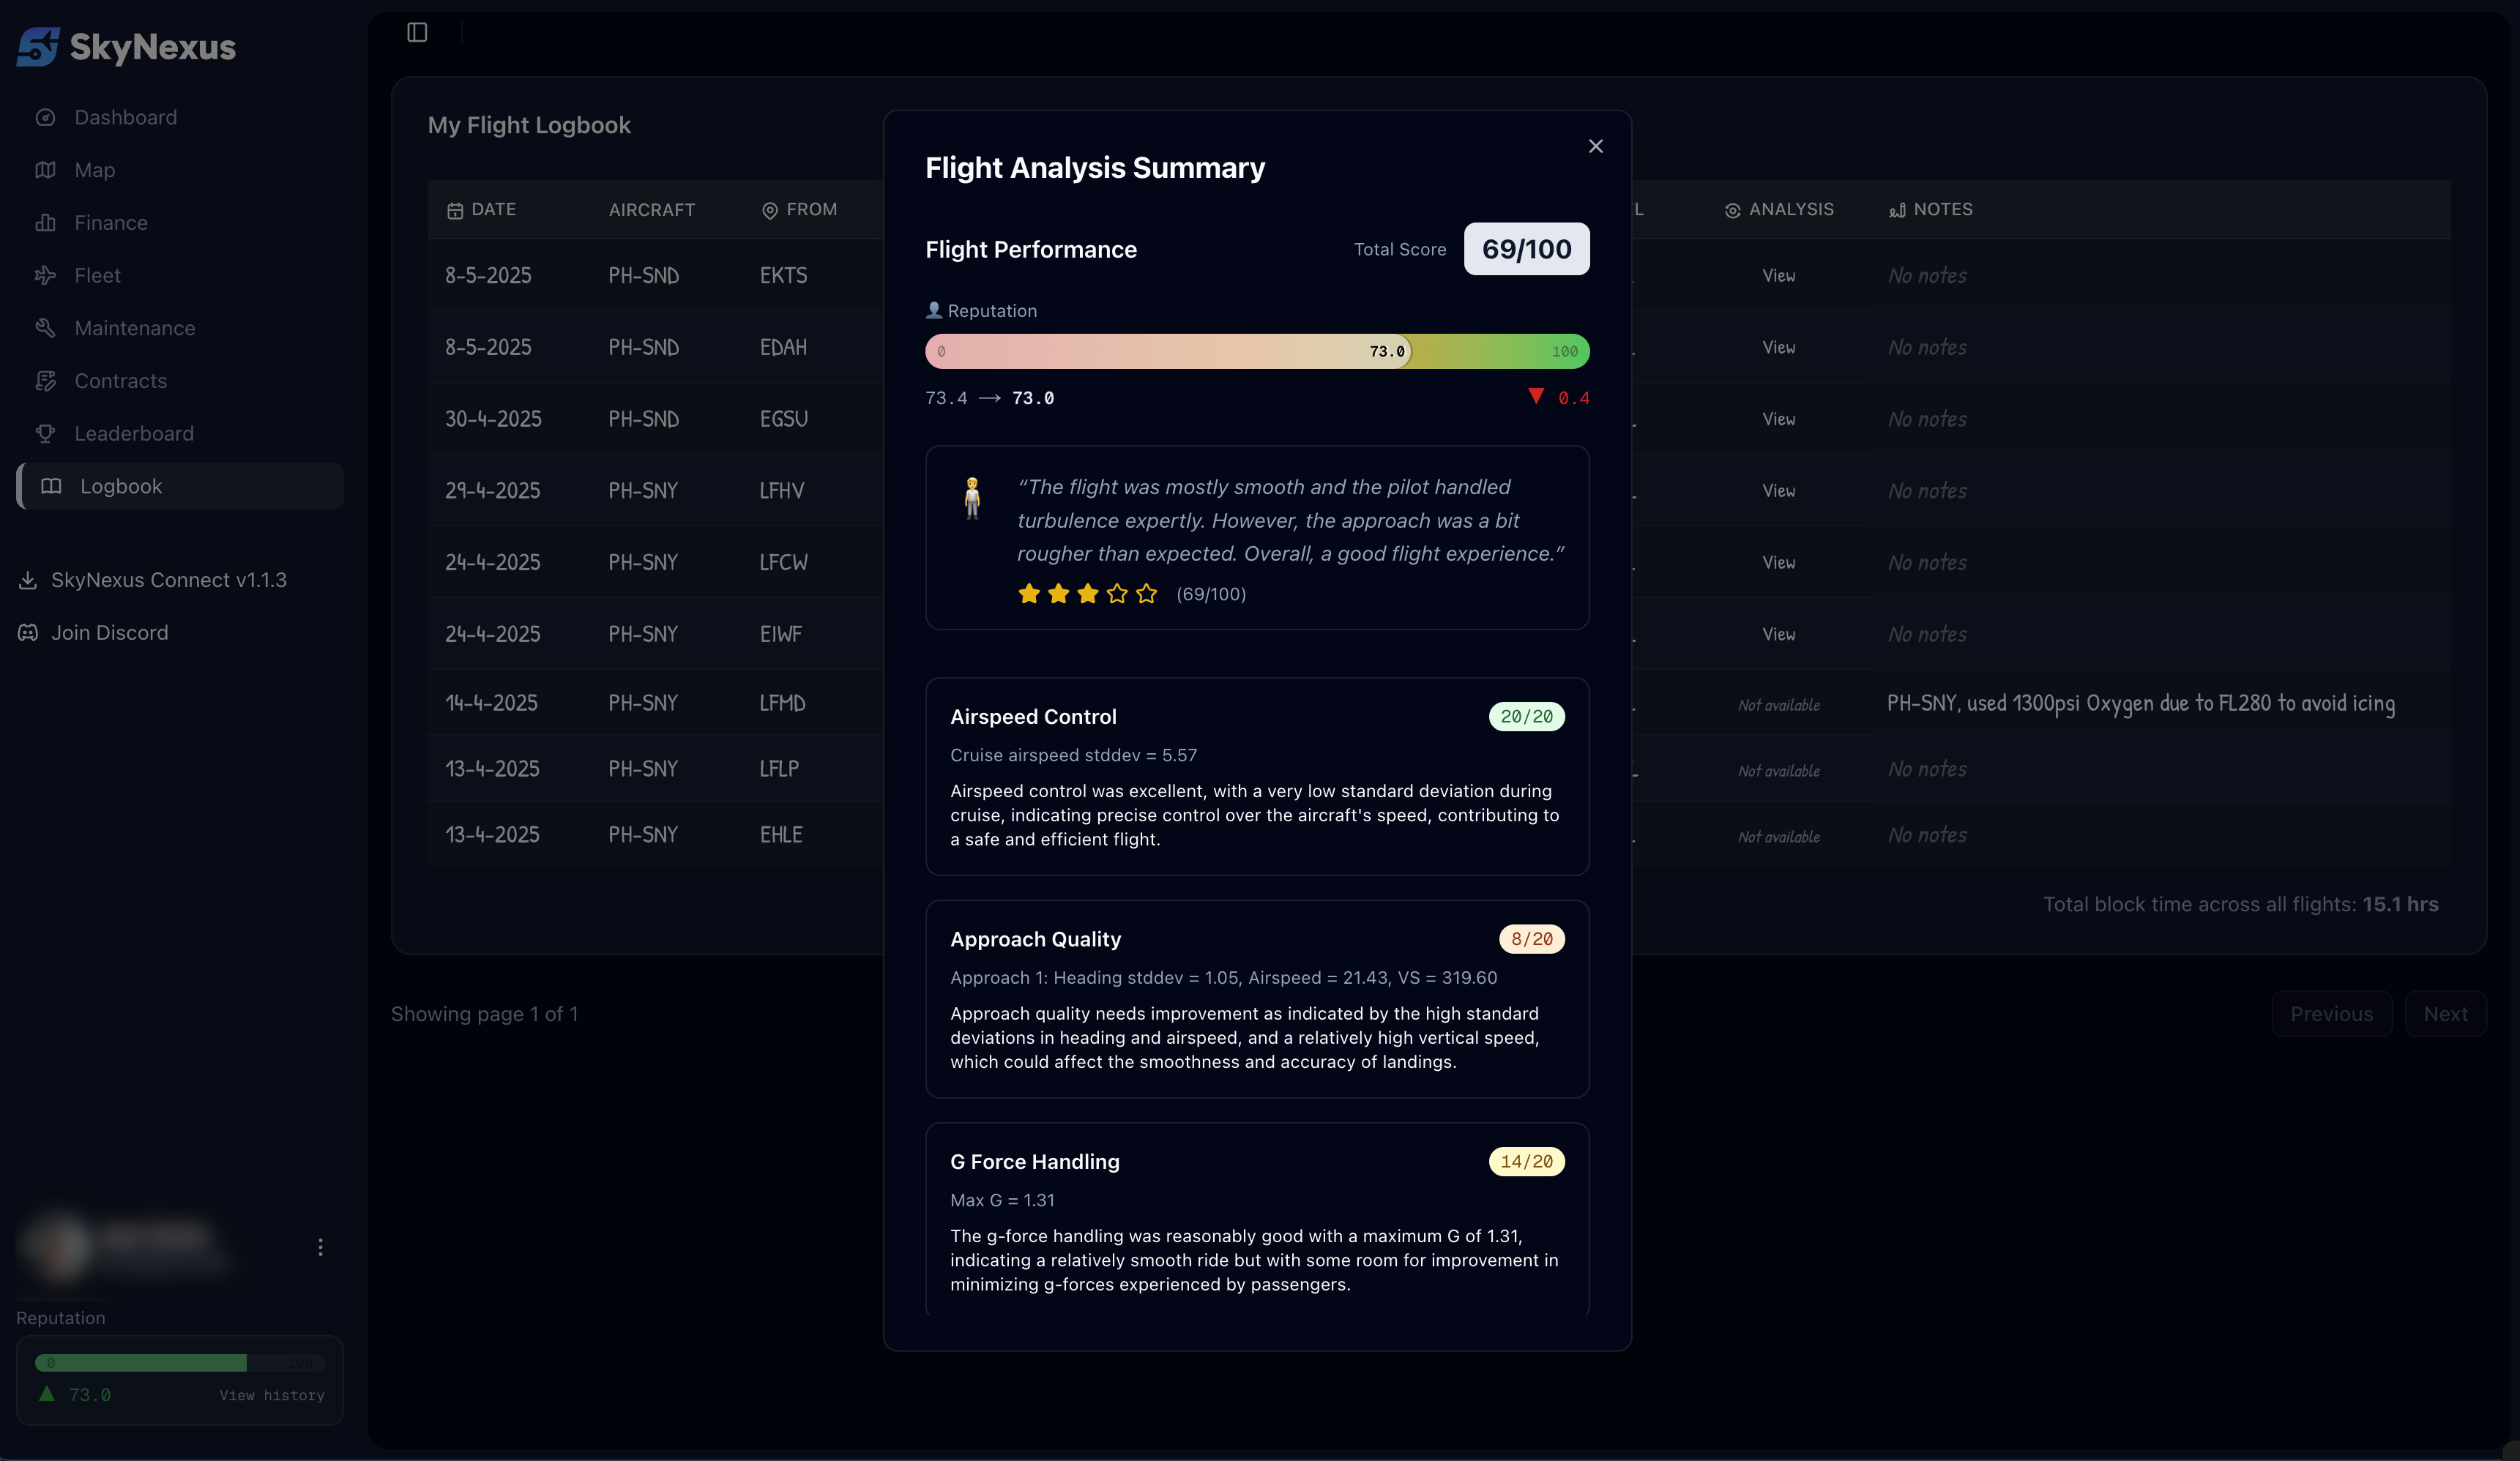 SkyNexus
Dashboard
Map
Finance
Fleet
Maintenance
Contracts
Leaderboard
Logbook
SkyNexus Connect v1.1.3
Join Discord
Reputation
0 100
73.0 View history
My Flight Logbook
DATE AIRCRAFT FROM ANALYSIS NOTES
8-5-2025 PH-SND EKTS View No notes
8-5-2025 PH-SND EDAH View No notes
30-4-2025 PH-SND EGSU View No notes
29-4-2025 PH-SNY LFHV View No notes
24-4-2025 PH-SNY LFCW View No notes
24-4-2025 PH-SNY EIWF View No notes
14-4-2025 PH-SNY LFMD Not available PH-SNY, used 1300psi Oxygen due to FL280 to avoid icing
13-4-2025 PH-SNY LFLP Not available No notes
13-4-2025 PH-SNY EHLE Not available No notes
Total block time across all flights: 15.1 hrs
Showing page 1 of 1
Previous Next
Flight Analysis Summary
Flight Performance Total Score 69/100
Reputation
0 73.0 100
73.4 → 73.0 ▼ 0.4
“The flight was mostly smooth and the pilot handled
turbulence expertly. However, the approach was a bit
rougher than expected. Overall, a good flight experience.”
(69/100)
Airspeed Control 20/20
Cruise airspeed stddev = 5.57
Airspeed control was excellent, with a very low standard deviation during
cruise, indicating precise control over the aircraft's speed, contributing to
a safe and efficient flight.
Approach Quality 8/20
Approach 1: Heading stddev = 1.05, Airspeed = 21.43, VS = 319.60
Approach quality needs improvement as indicated by the high standard
deviations in heading and airspeed, and a relatively high vertical speed,
which could affect the smoothness and accuracy of landings.
G Force Handling 14/20
Max G = 1.31
The g-force handling was reasonably good with a maximum G of 1.31,
indicating a relatively smooth ride but with some room for improvement in
minimizing g-forces experienced by passengers.